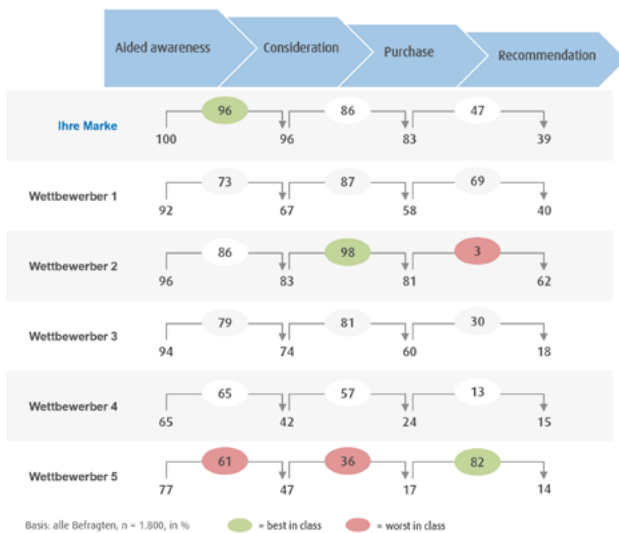 Aided awareness Consideration Purchase Recommendation
Ihre Marke
96 86 47
100 96 83 39
Wettbewerber 1
73 87 69
92 67 58 40
Wettbewerber 2
86 98 3
96 83 81 62
Wettbewerber 3
79 81 30
94 74 60 18
Wettbewerber 4
65 57 13
65 42 24 15
Wettbewerber 5
61 36 82
77 47 17 14
Basis: alle Befragten, n = 1.800, in % = best in class = worst in class